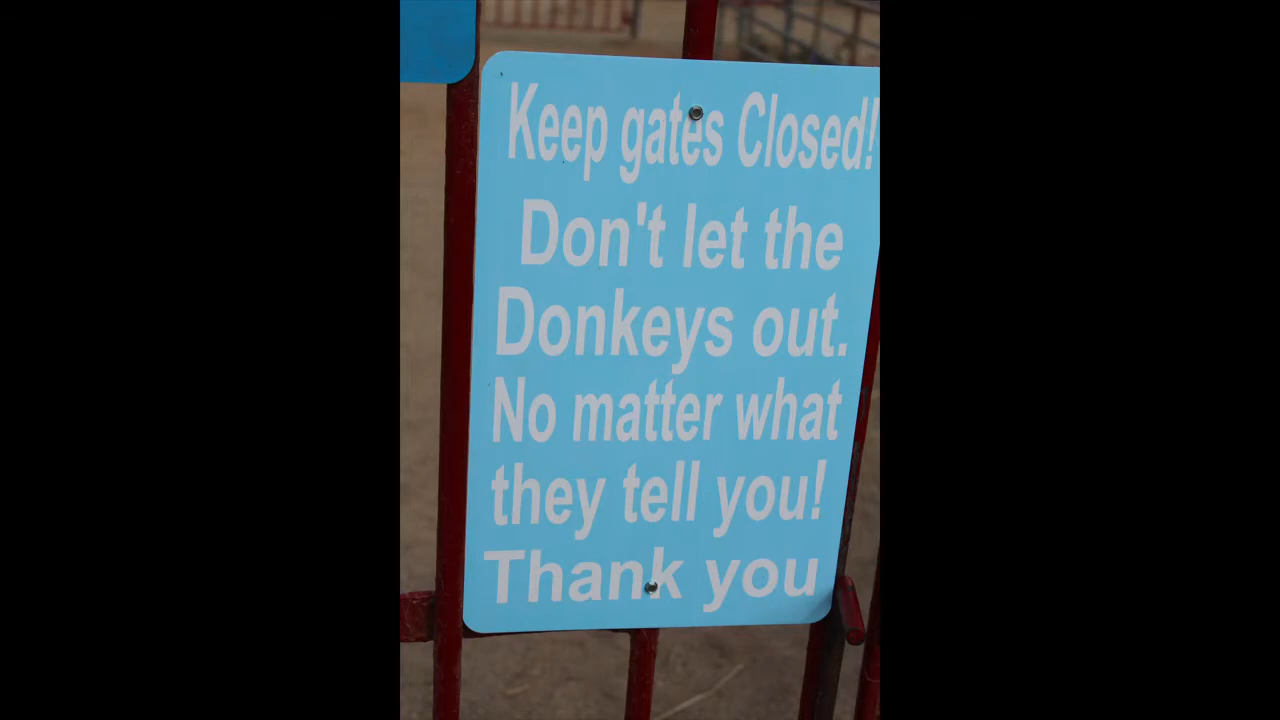 Keep gates Closed!
Don't let the
Donkeys out.
No matter what
they tell you!
Thank you